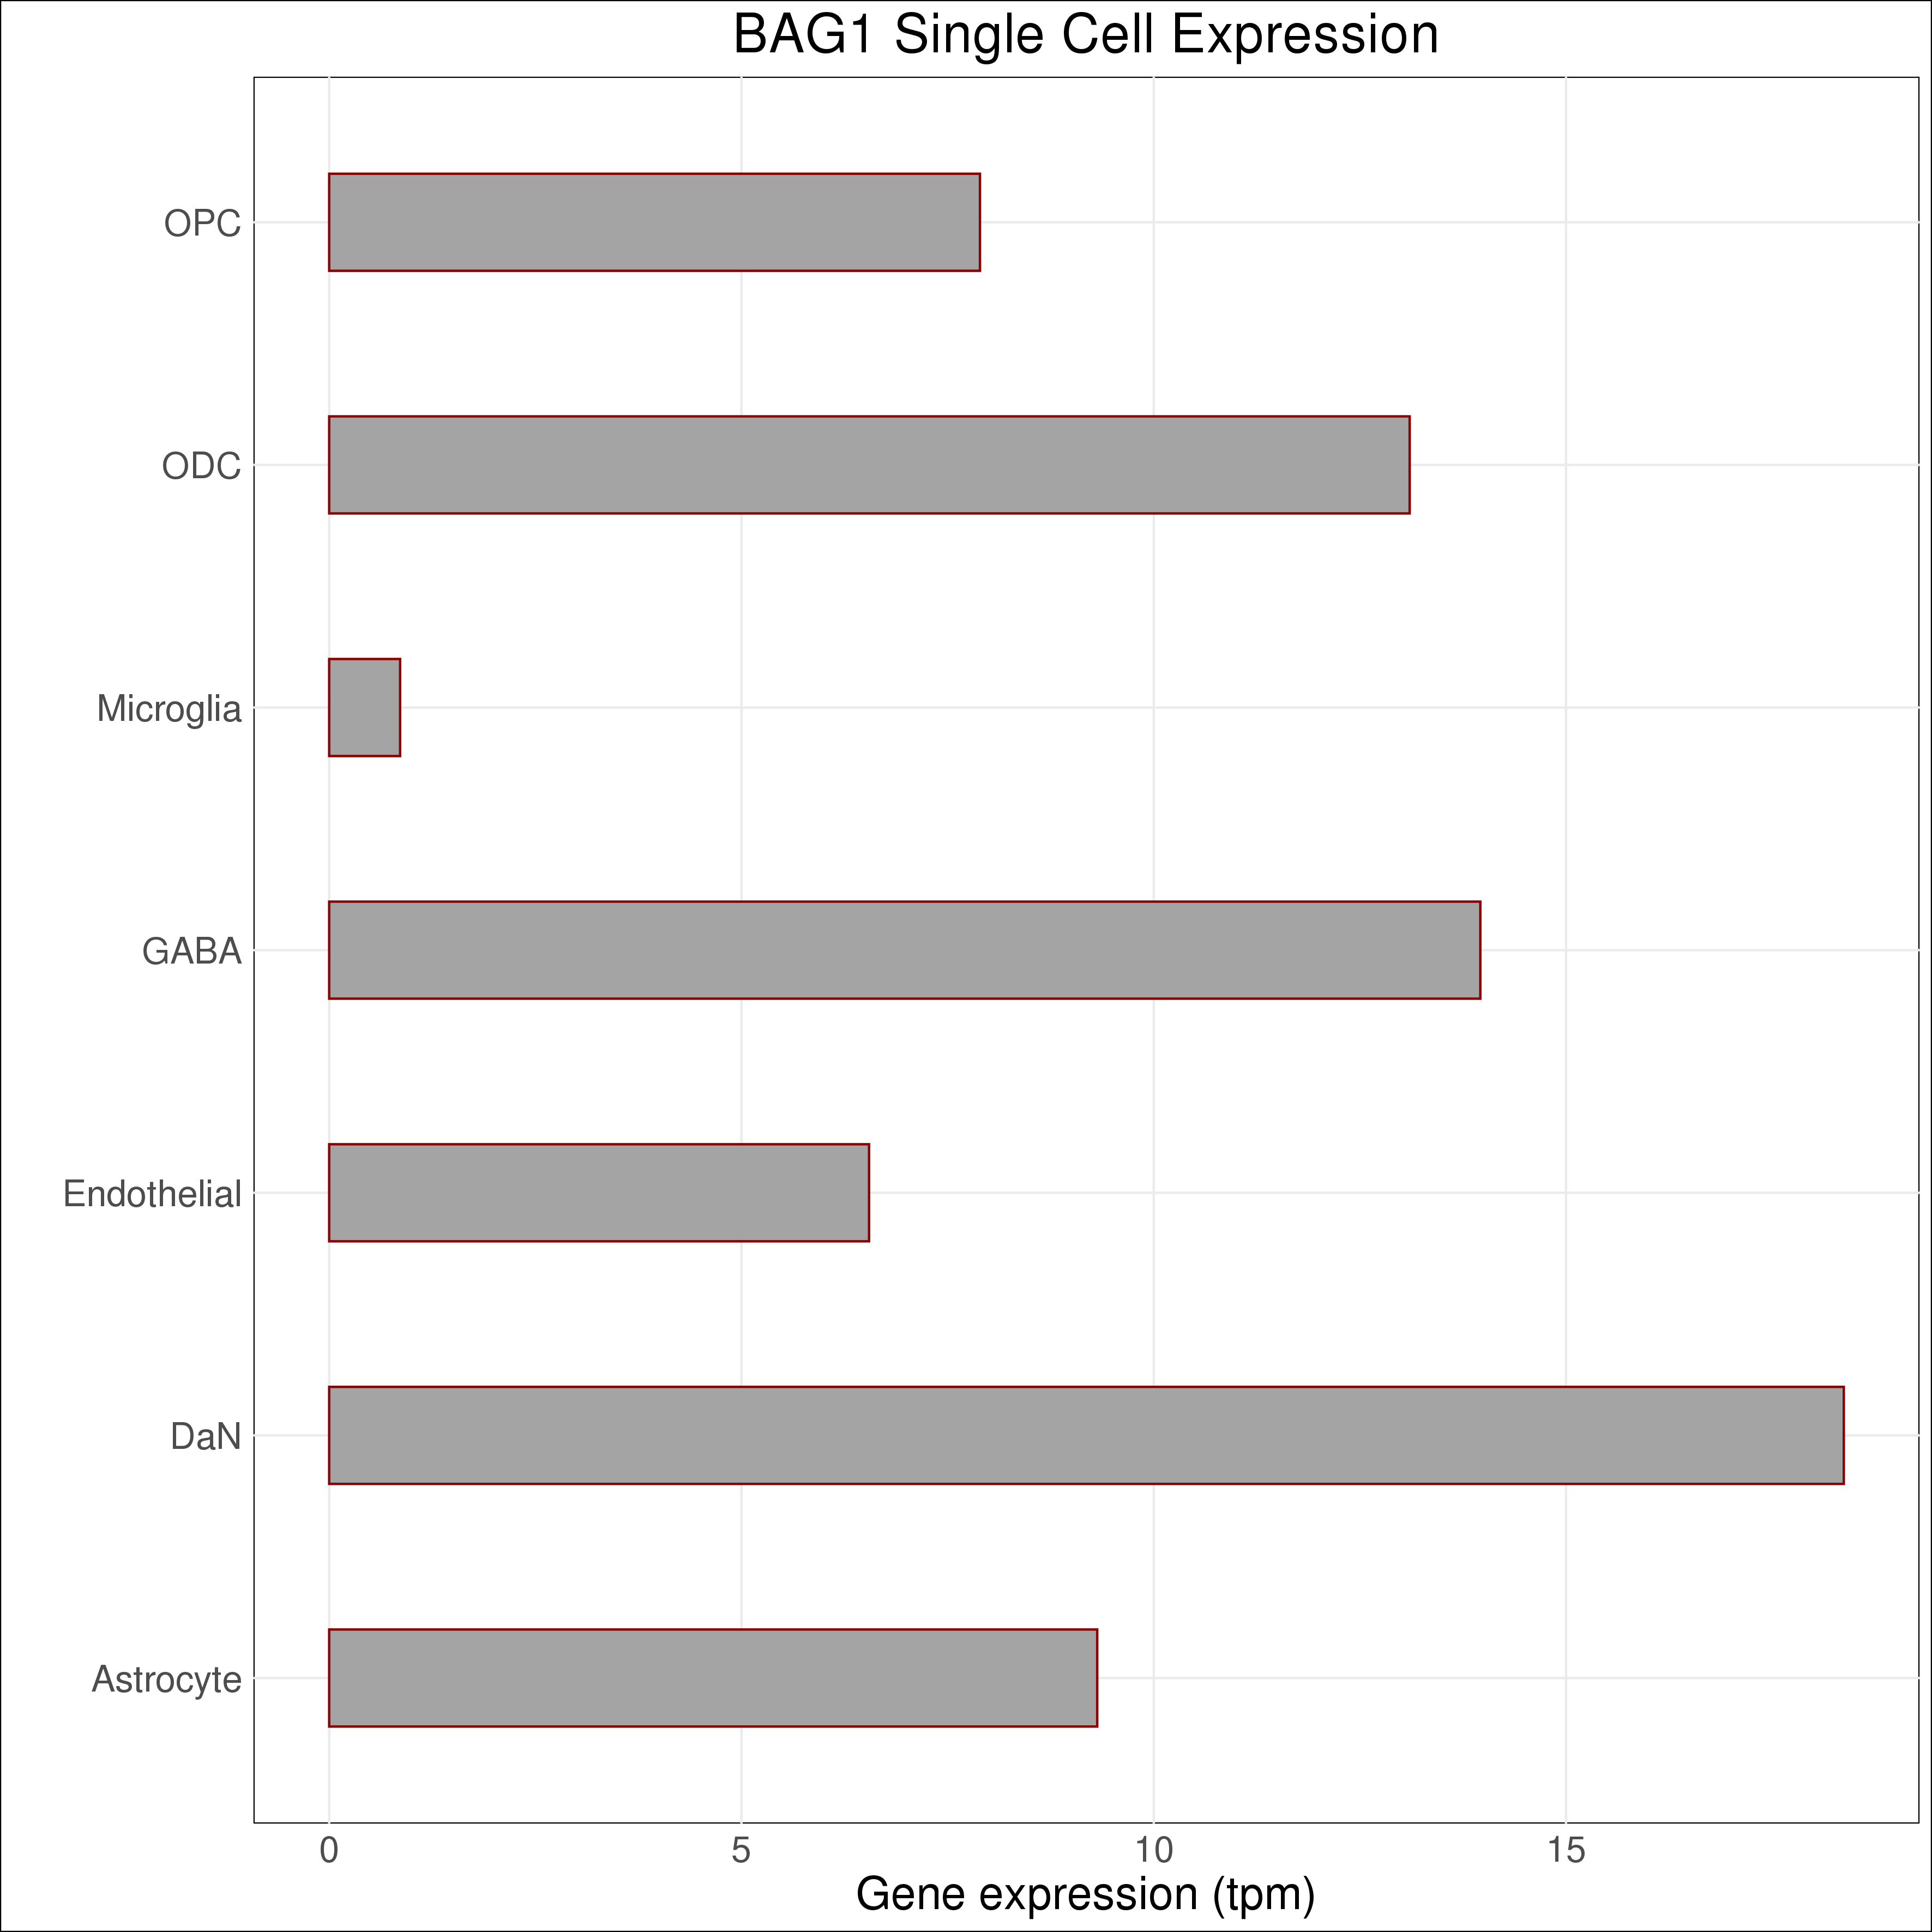 BAG1 Single Cell Expression
OPC
ODC
Microglia
GABA
Endothelial
DaN
Astrocyte
0 5 10 15
Gene expression (tpm)